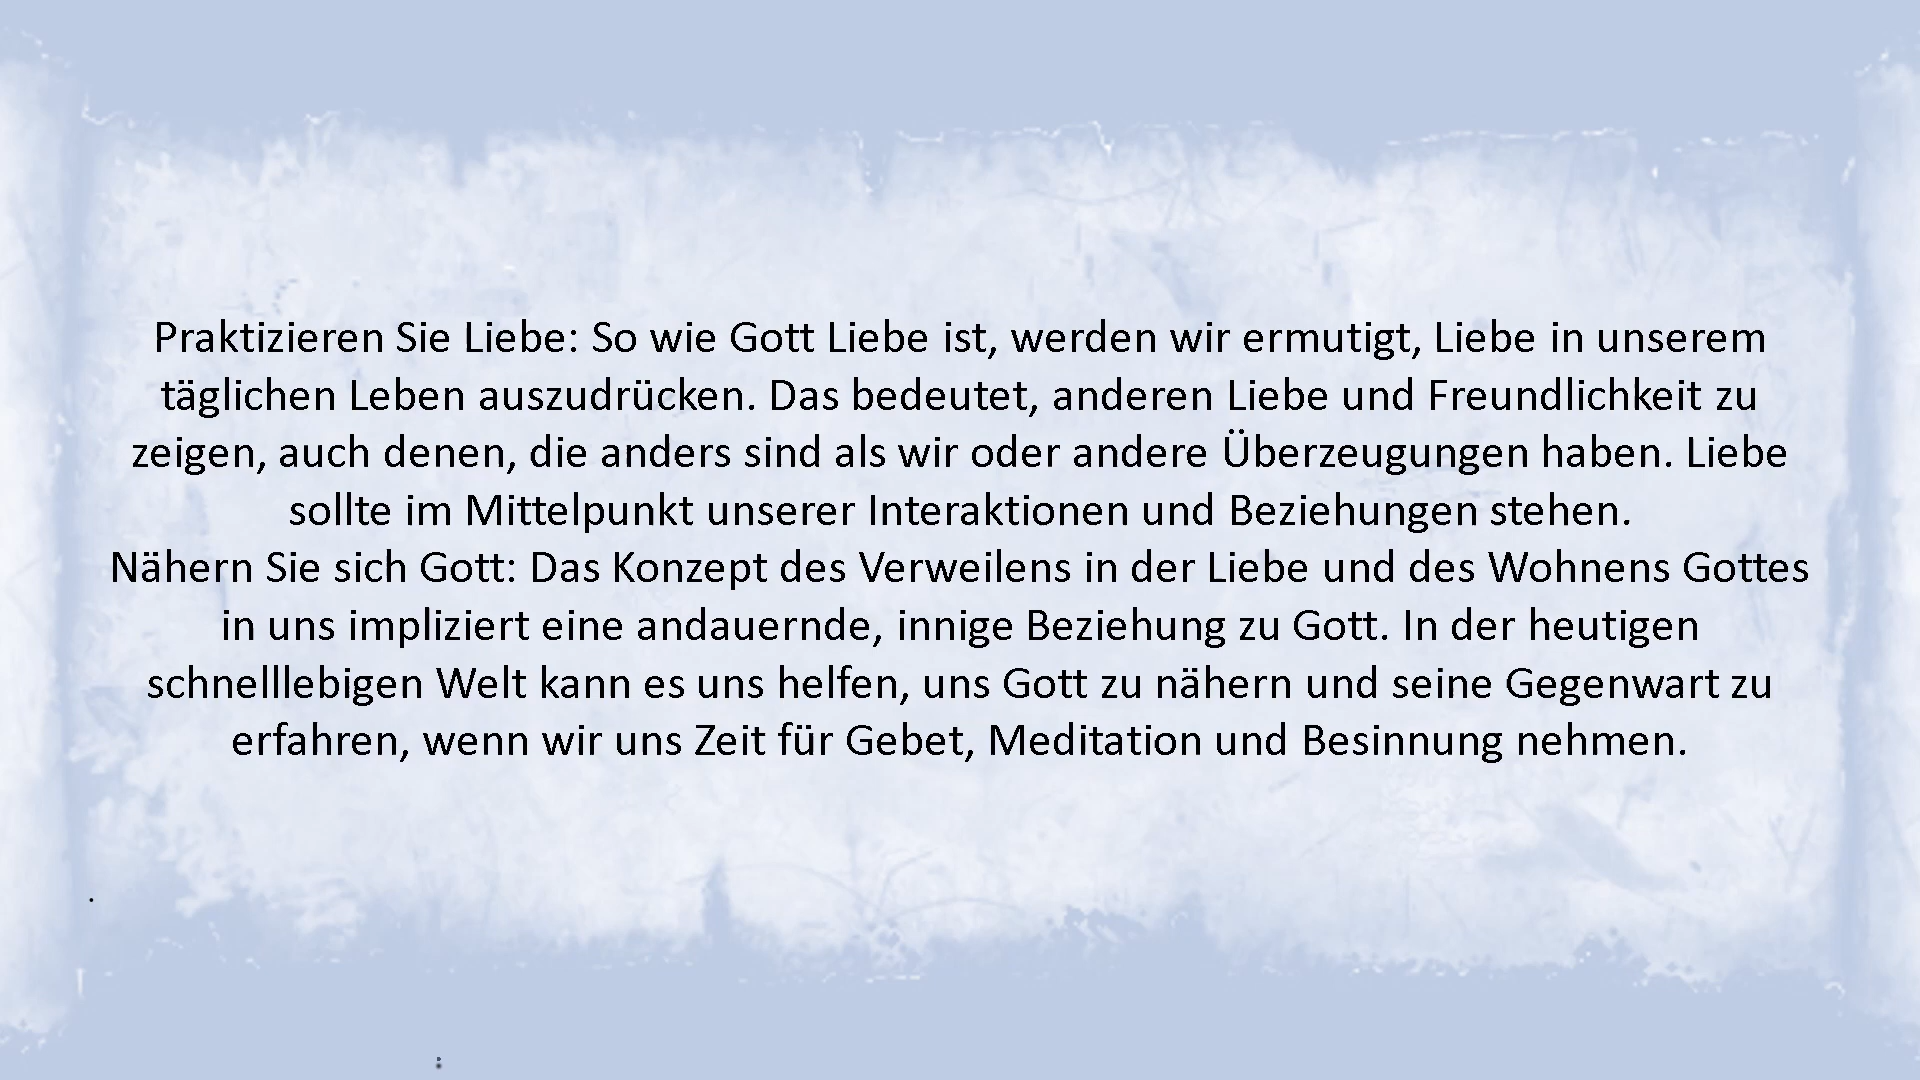 Praktizieren Sie Liebe: So wie Gott Liebe ist, werden wir ermutigt, Liebe in unserem
täglichen Leben auszudrücken. Das bedeutet, anderen Liebe und Freundlichkeit zu
zeigen, auch denen, die anders sind als wir oder andere Überzeugungen haben. Liebe
sollte im Mittelpunkt unserer Interaktionen und Beziehungen stehen.
Nähern Sie sich Gott: Das Konzept des Verweilens in der Liebe und des Wohnens Gottes
in uns impliziert eine andauernde, innige Beziehung zu Gott. In der heutigen
schnelllebigen Welt kann es uns helfen, uns Gott zu nähern und seine Gegenwart zu
erfahren, wenn wir uns Zeit für Gebet, Meditation und Besinnung nehmen.
.
: